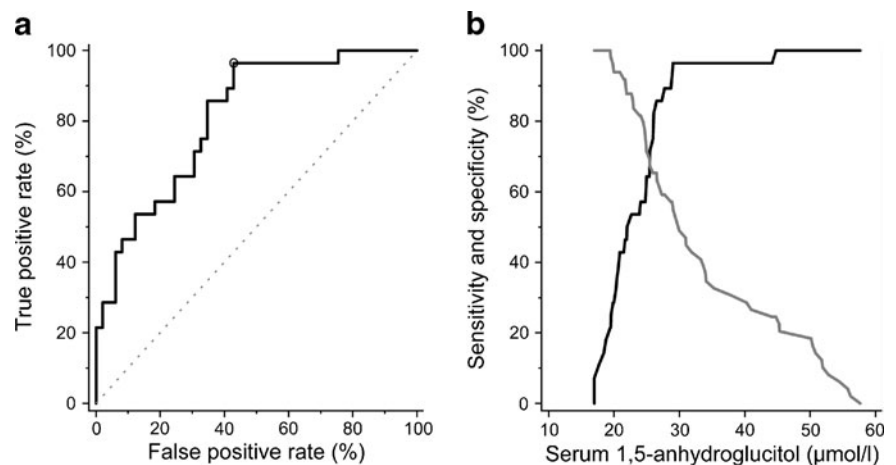 a
100
80
60
40
20
0
True positive rate (%)
0 20 40 60 80 100
False positive rate (%)
b
100
80
60
40
20
0
Sensitivity and specificity (%)
10 20 30 40 50 60
Serum 1,5-anhydroglucitol (μmol/l)